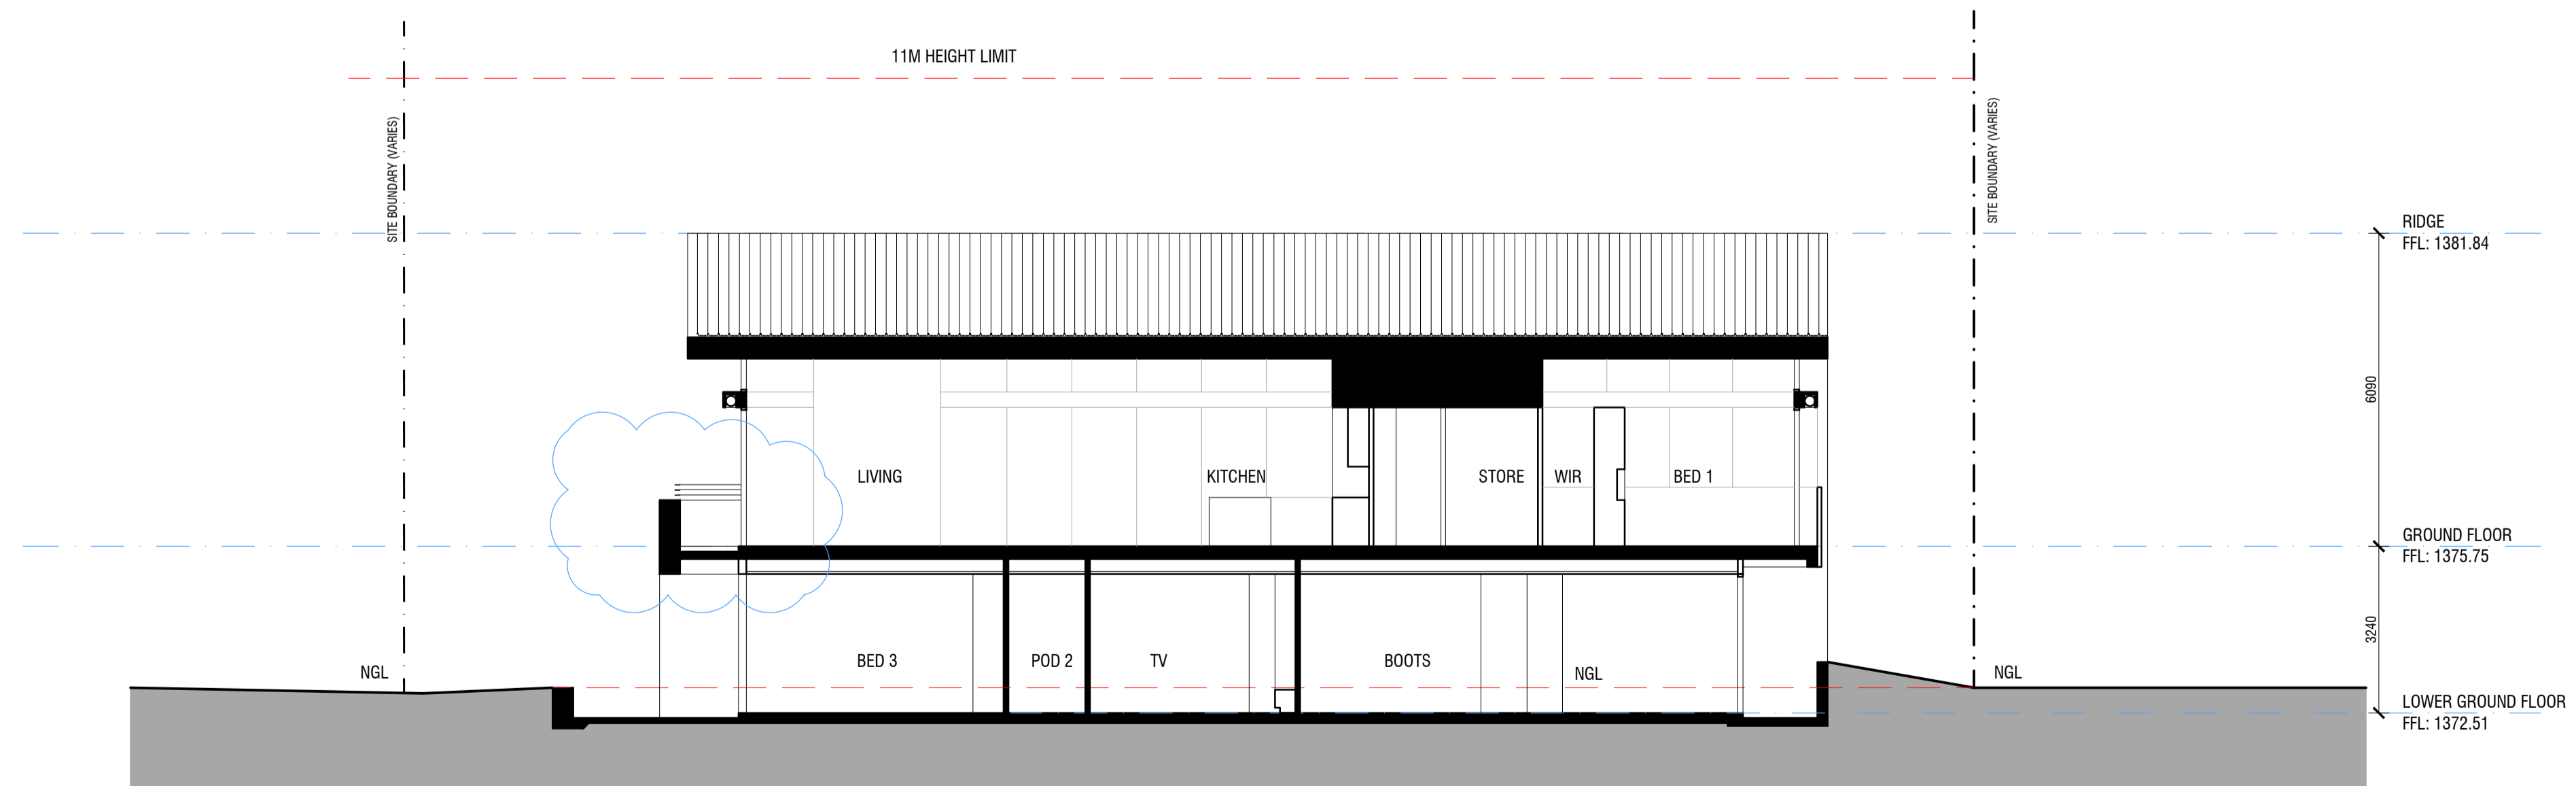 11M HEIGHT LIMIT
SITE BOUNDARY (VARIES)
SITE BOUNDARY (VARIES)
RIDGE
FFL: 1381.84
6090
LIVING
KITCHEN
STORE
WIR
BED 1
GROUND FLOOR
FFL: 1375.75
3240
BED 3
POD 2
TV
BOOTS
NGL
NGL
NGL
LOWER GROUND FLOOR
FFL: 1372.51